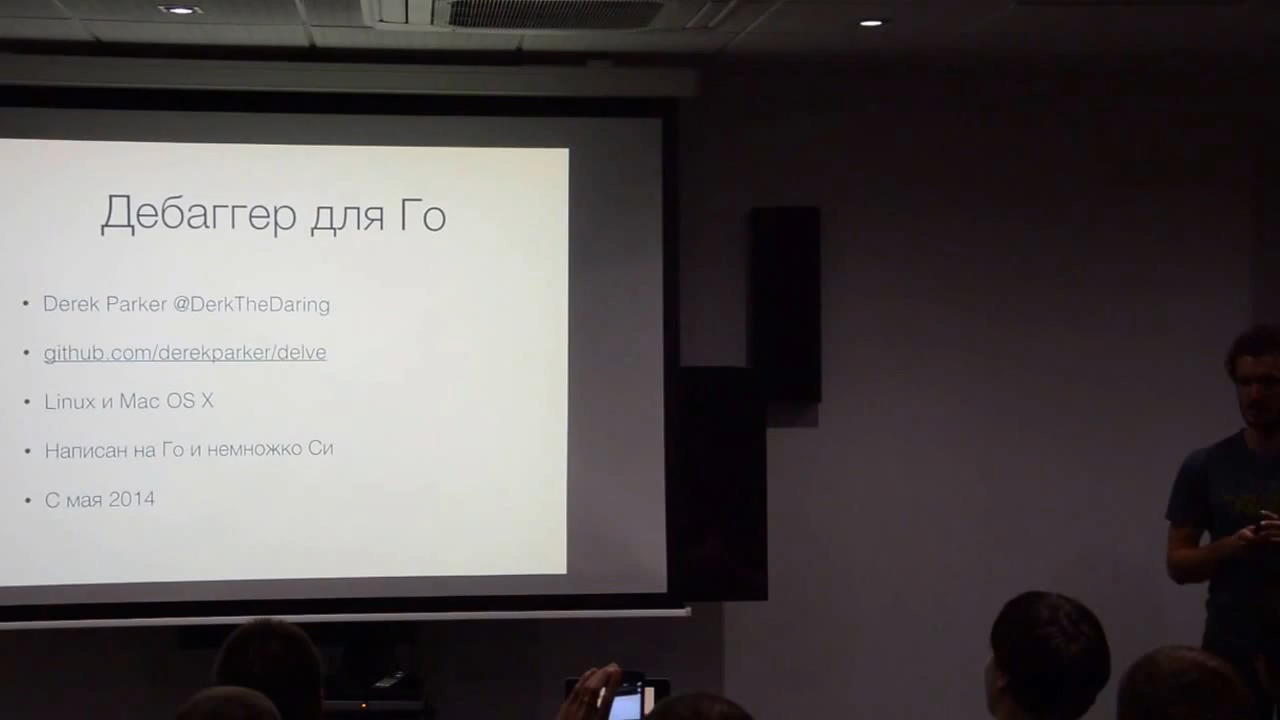 Дебаггер для Го
• Derek Parker @DerkTheDaring
• github.com/derekparker/delve
• Linux и Mac OS X
• Написан на Го и немножко Си
• С мая 2014